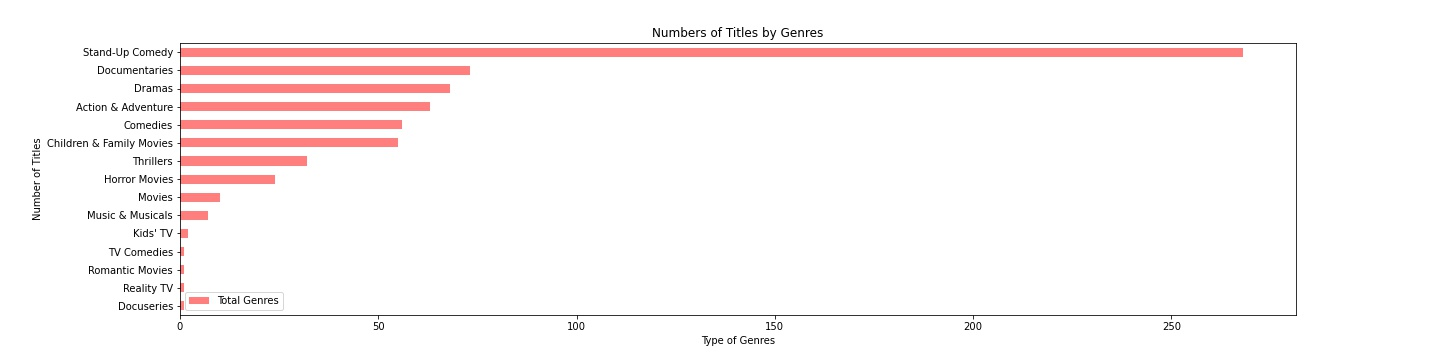 Numbers of Titles by Genres
Number of Titles
Stand-Up Comedy
Documentaries
Dramas
Action & Adventure
Comedies
Children & Family Movies
Thrillers
Horror Movies
Movies
Music & Musicals
Kids' TV
TV Comedies
Romantic Movies
Reality TV
Docuseries
Total Genres
0 50 100 150 200 250
Type of Genres